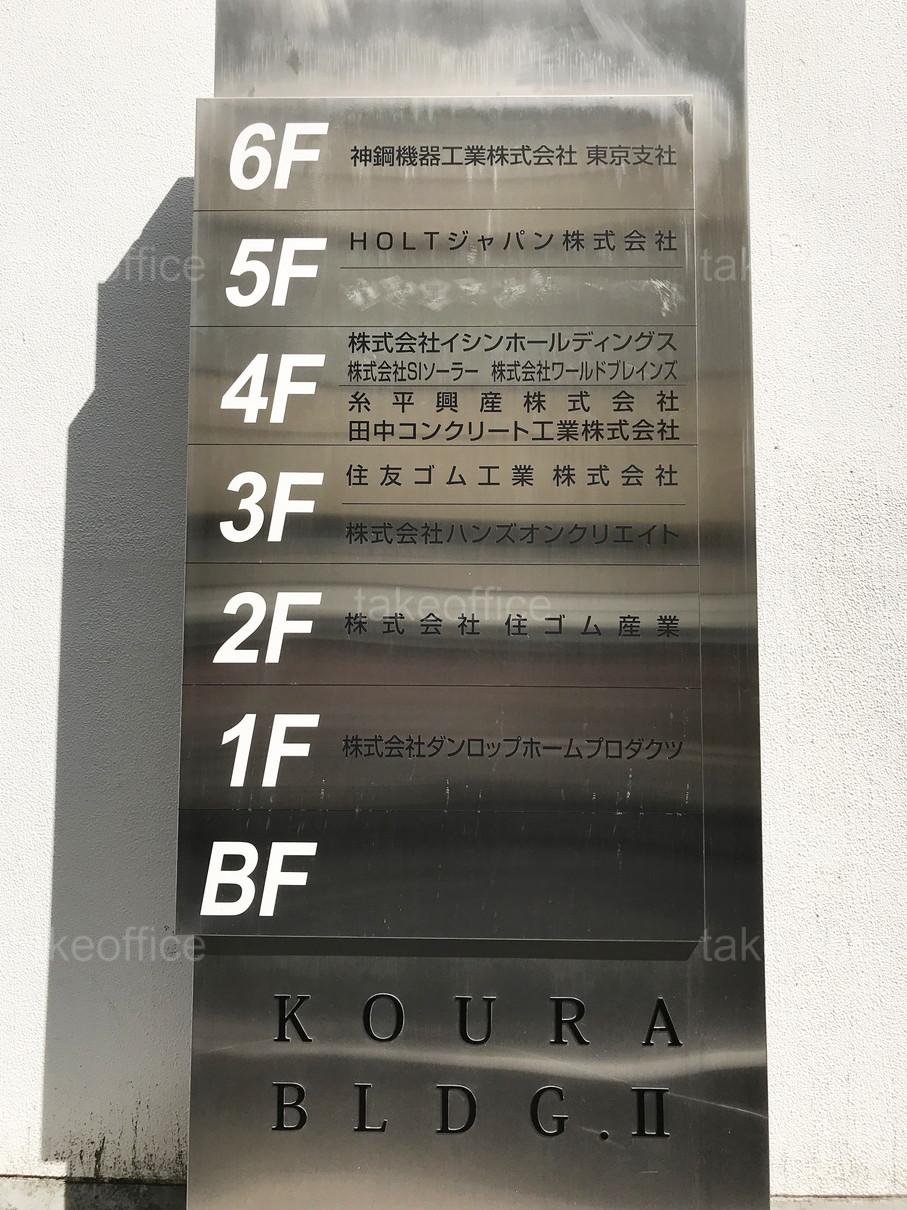 6F 神鋼機器工業株式会社 東京支社
5F HOLTジャパン株式会社
4F 株式会社イシンホールディングス
株式会社SIソーラー 株式会社ワールドブレインズ
糸平興産株式会社
田中コンクリート工業株式会社
3F 住友ゴム工業 株式会社
株式会社ハンズオンクリエイト
takeoffice
2F 株式会社 住ゴム産業
1F 株式会社ダンロップホームプロダクツ
BF
KOURA
BLDG.II